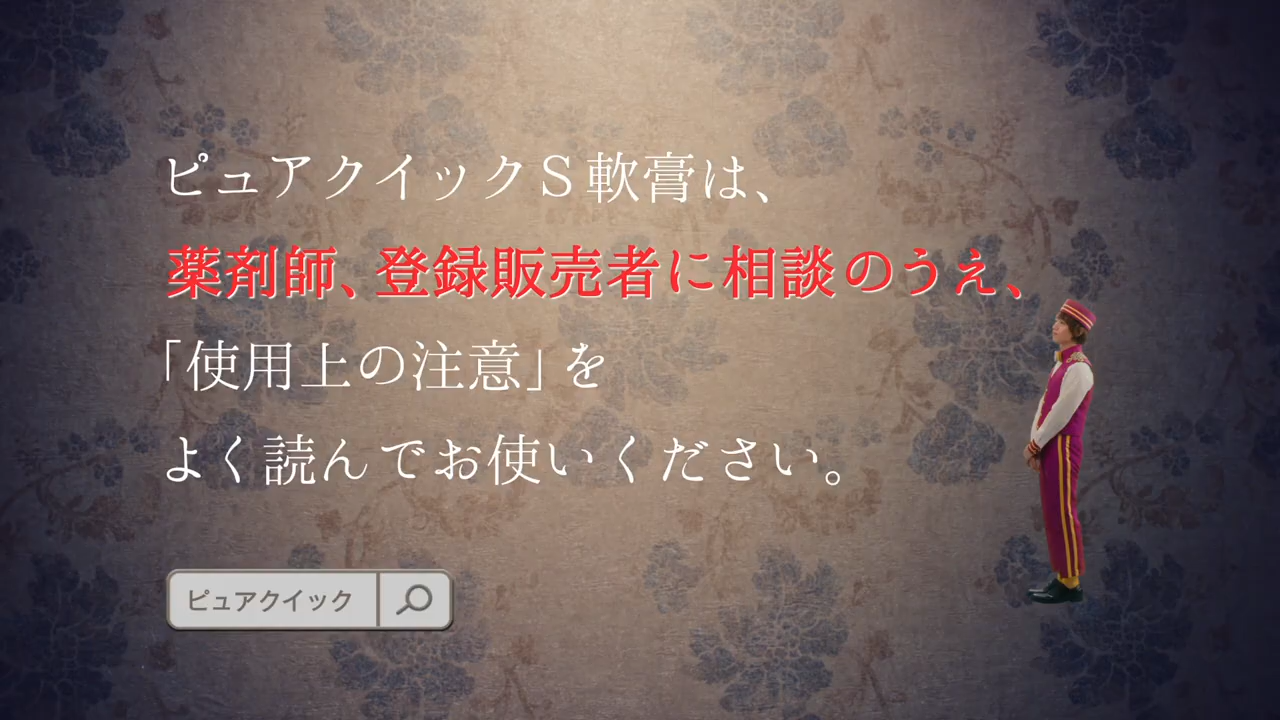 ピュアクイックＳ軟膏は、
薬剤師、登録販売者に相談のうえ、
「使用上の注意」を
よく読んでお使いください。
ピュアクイック